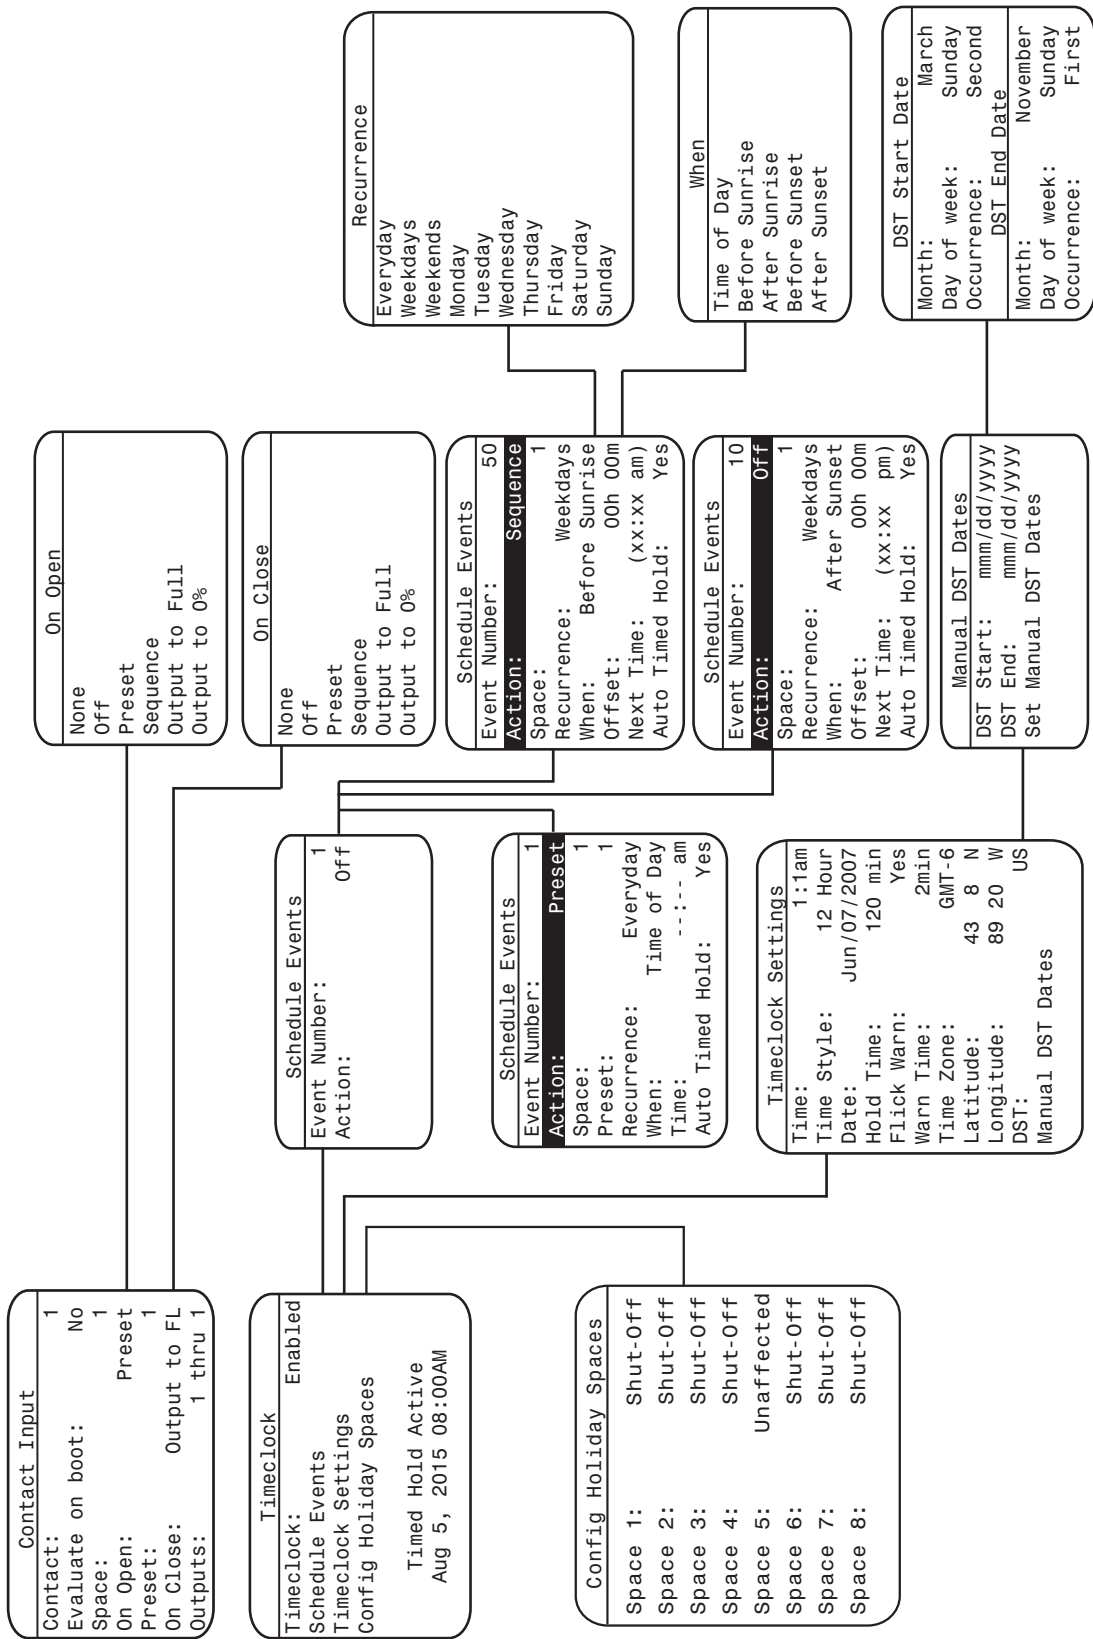 Contact Input
Contact: 1
Evaluate on boot: No
Space: 1
On Open: Preset
Preset: 1
On Close: Output to FL
Outputs: 1 thru 1
On Open
None
Off
Preset
Sequence
Output to Full
Output to 0%
On Close
None
Off
Preset
Sequence
Output to Full
Output to 0%
Timeclock
Timeclock: Enabled
Schedule Events
Timeclock Settings
Config Holiday Spaces
Timed Hold Active
Aug 5, 2015 08:00AM
Schedule Events
Event Number: 1
Action: Off
Schedule Events
Event Number: 1
Action: Preset
Space: 1
Preset: 1
Recurrence: Everyday
When: Time of Day
Time: --:-- am
Auto Timed Hold: Yes
Schedule Events
Event Number: 50
Action: Sequence
Space: 1
Recurrence: Weekdays
When: Before Sunrise
Offset: 00h 00m
Next Time: (xx:xx am)
Auto Timed Hold: Yes
Schedule Events
Event Number: 10
Action: Off
Space: 1
Recurrence: Weekdays
When: After Sunset
Offset: 00h 00m
Next Time: (xx:xx pm)
Auto Timed Hold: Yes
Recurrence
Everyday
Weekdays
Weekends
Monday
Tuesday
Wednesday
Thursday
Friday
Saturday
Sunday
When
Time of Day
Before Sunrise
After Sunrise
Before Sunset
After Sunset
Config Holiday Spaces
Space 1: Shut-Off
Space 2: Shut-Off
Space 3: Shut-Off
Space 4: Shut-Off
Space 5: Unaffected
Space 6: Shut-Off
Space 7: Shut-Off
Space 8: Shut-Off
Timeclock Settings
Time: 1:1am
Time Style: 12 Hour
Date: Jun/07/2007
Hold Time: 120 min
Flick Warn: Yes
Warn Time: 2min
Time Zone: GMT-6
Latitude: 43 8 N
Longitude: 89 20 W
DST: US
Manual DST Dates
Manual DST Dates
DST Start: mmm/dd/yyyy
DST End: mmm/dd/yyyy
Set Manual DST Dates
DST Start Date
Month: March
Day of week: Sunday
Occurrence: Second
DST End Date
Month: November
Day of week: Sunday
Occurrence: First